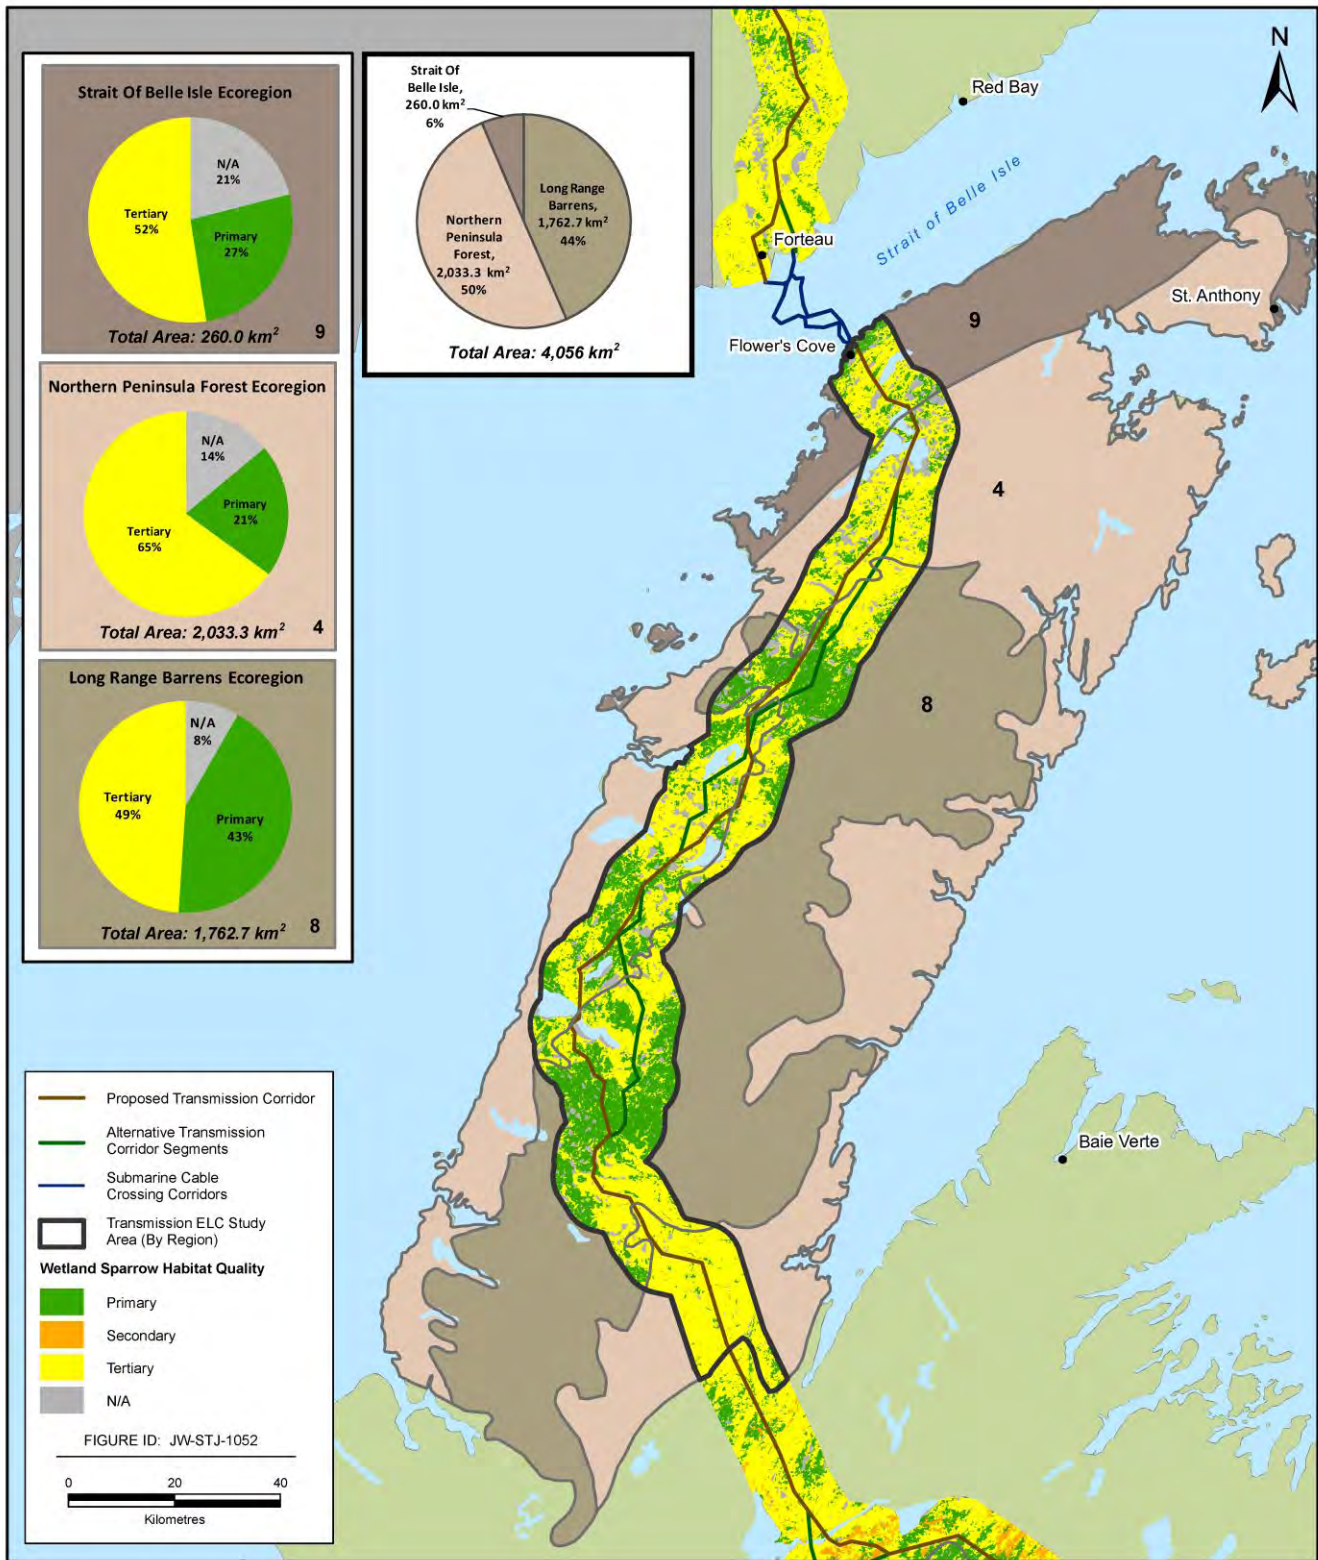 Strait Of Belle Isle Ecoregion
N/A
21%
Tertiary
52%
Primary
27%
Total Area: 260.0 km²
9
Northern Peninsula Forest Ecoregion
N/A
14%
Primary
21%
Tertiary
65%
Total Area: 2,033.3 km²
4
Long Range Barrens Ecoregion
N/A
8%
Tertiary
49%
Primary
43%
Total Area: 1,762.7 km²
8
Strait Of
Belle Isle,
260.0 km²
6%
Long Range
Barrens,
1,762.7 km²
44%
Northern
Peninsula
Forest,
2,033.3 km²
50%
Total Area: 4,056 km²
N
Red Bay
Strait of Belle Isle
Forteau
St. Anthony
9
Flower's Cove
4
8
Baie Verte
Proposed Transmission Corridor
Alternative Transmission
Corridor Segments
Submarine Cable
Crossing Corridors
Transmission ELC Study
Area (By Region)
Wetland Sparrow Habitat Quality
Primary
Secondary
Tertiary
N/A
FIGURE ID: JW-STJ-1052
0 20 40
Kilometres